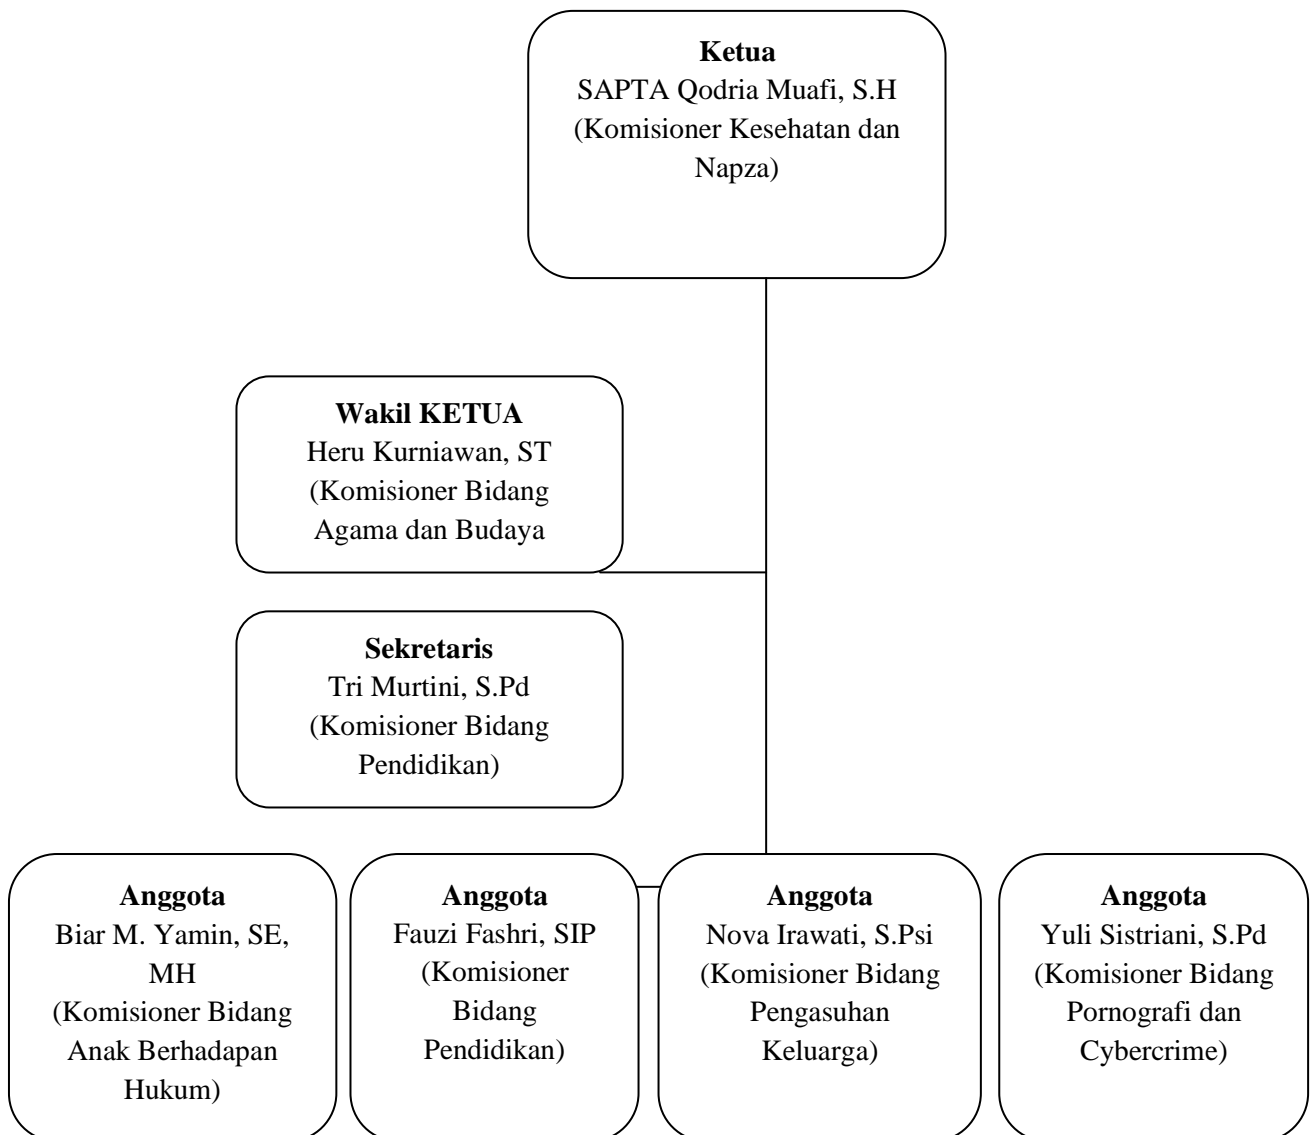 Ketua
SAPTA Qodria Muafi, S.H
(Komisioner Kesehatan dan
Napza)
Wakil KETUA
Heru Kurniawan, ST
(Komisioner Bidang
Agama dan Budaya
Sekretaris
Tri Murtini, S.Pd
(Komisioner Bidang
Pendidikan)
Anggota
Biar M. Yamin, SE,
MH
(Komisioner Bidang
Anak Berhadapan
Hukum)
Anggota
Fauzi Fashri, SIP
(Komisioner
Bidang
Pendidikan)
Anggota
Nova Irawati, S.Psi
(Komisioner Bidang
Pengasuhan
Keluarga)
Anggota
Yuli Sistriani, S.Pd
(Komisioner Bidang
Pornografi dan
Cybercrime)